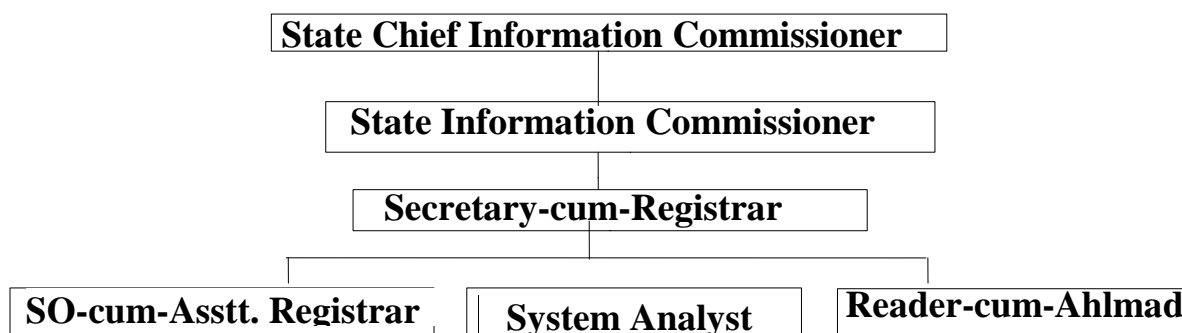 State Chief Information Commissioner
State Information Commissioner
Secretary-cum-Registrar
SO-cum-Asstt. Registrar System Analyst Reader-cum-Ahlmad